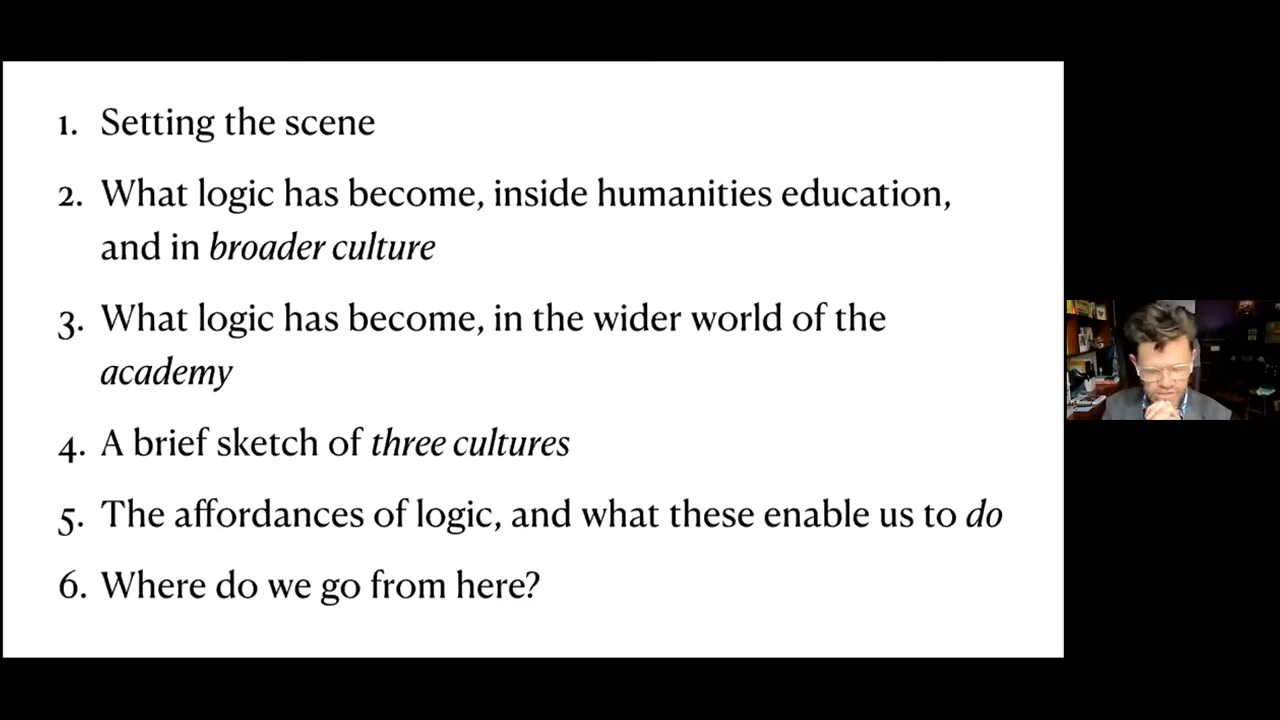 1. Setting the scene
2. What logic has become, inside humanities education,
and in broader culture
3. What logic has become, in the wider world of the
academy
4. A brief sketch of three cultures
5. The affordances of logic, and what these enable us to do
6. Where do we go from here?